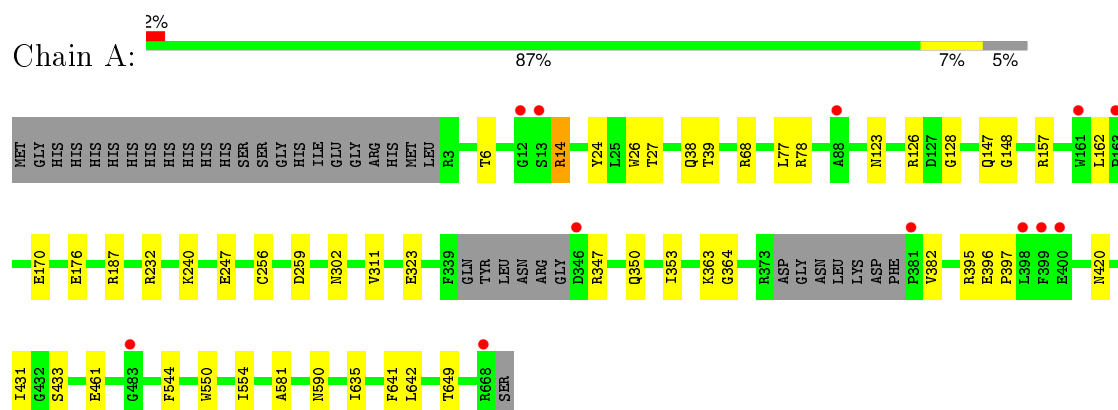 2%
Chain A:
87% 7% 5%
MET GLY HIS HIS HIS HIS HIS HIS HIS HIS HIS HIS SER SER GLY HIS ILE GLU GLY ARG HIS MET LEU R3 T6 G12 S13 R14 Y24 L25 W26 T27 Q38 T39 R68 L77 R78 A88 N123 R126 D127 G128 Q147 G148 R157 W161 L162
E170 E176 R187 R232 K240 E247 C256 D259 N302 V311 E323 F339 GLN TYR LEU ASN ARG GLY D346 R347 Q350 I353 K363 G364 R373 ASP GLY ASN LEU LYS ASP PHE P381 V382 R395 E396 P397 L398 F399 E400 N420
I431 G432 S433 E461 G483 F544 W550 I554 A581 N590 I635 F641 L642 T649 R668 SER